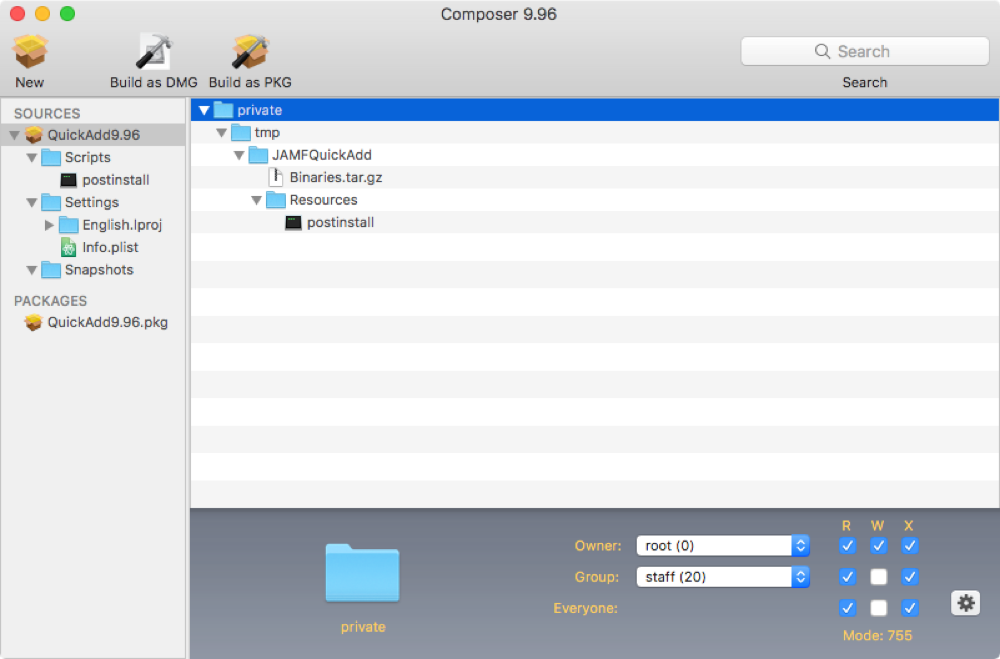 Composer 9.96
New
Build as DMG
Build as PKG
Search
Search
SOURCES
QuickAdd9.96
Scripts
postinstall
Settings
English.lproj
Info.plist
Snapshots
PACKAGES
QuickAdd9.96.pkg
private
tmp
JAMFQuickAdd
Binaries.tar.gz
Resources
postinstall
private
R W X
Owner: root (0)
Group: staff (20)
Everyone:
Mode: 755